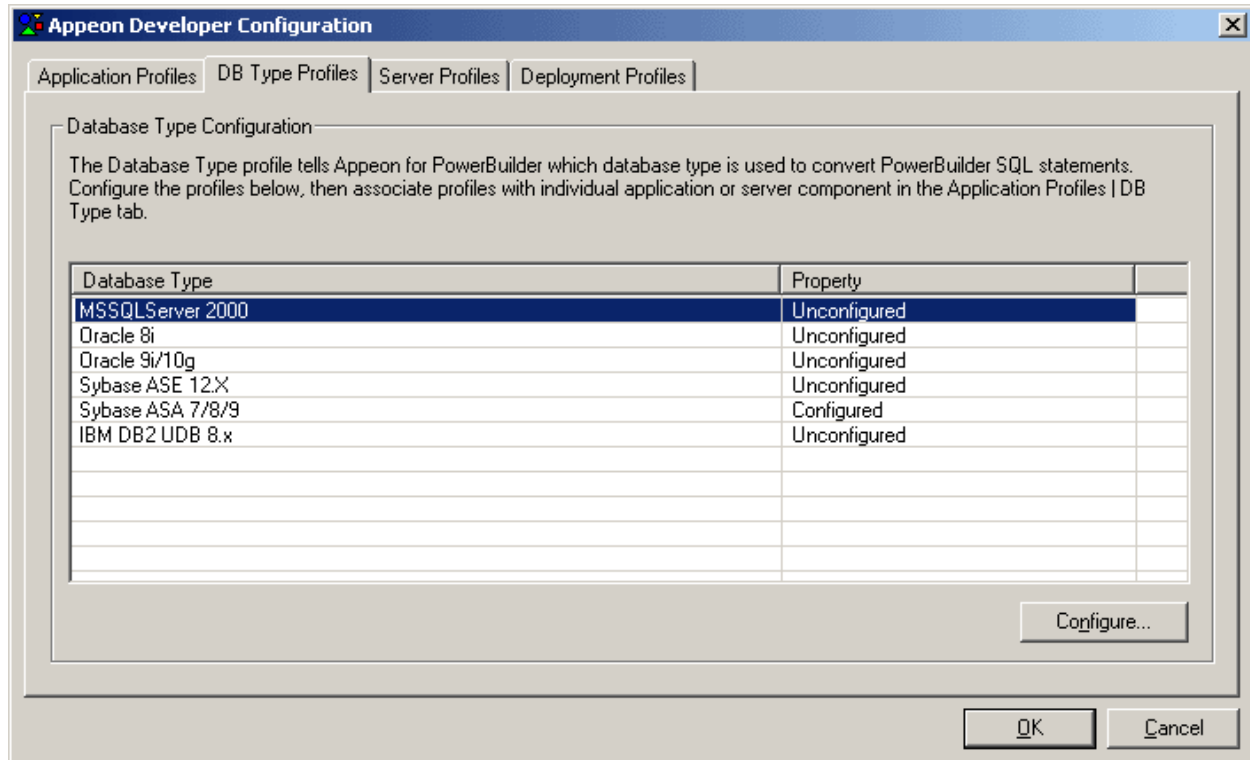 Appeon Developer Configuration
Application Profiles DB Type Profiles Server Profiles Deployment Profiles
Database Type Configuration
The Database Type profile tells Appeon for PowerBuilder which database type is used to convert PowerBuilder SQL statements.
Configure the profiles below, then associate profiles with individual application or server component in the Application Profiles | DB
Type tab.
Database Type Property
MSSQLServer 2000 Unconfigured
Oracle 8i Unconfigured
Oracle 9i/10g Unconfigured
Sybase ASE 12.X Unconfigured
Sybase ASA 7/8/9 Configured
IBM DB2 UDB 8.x Unconfigured
Configure...
OK Cancel